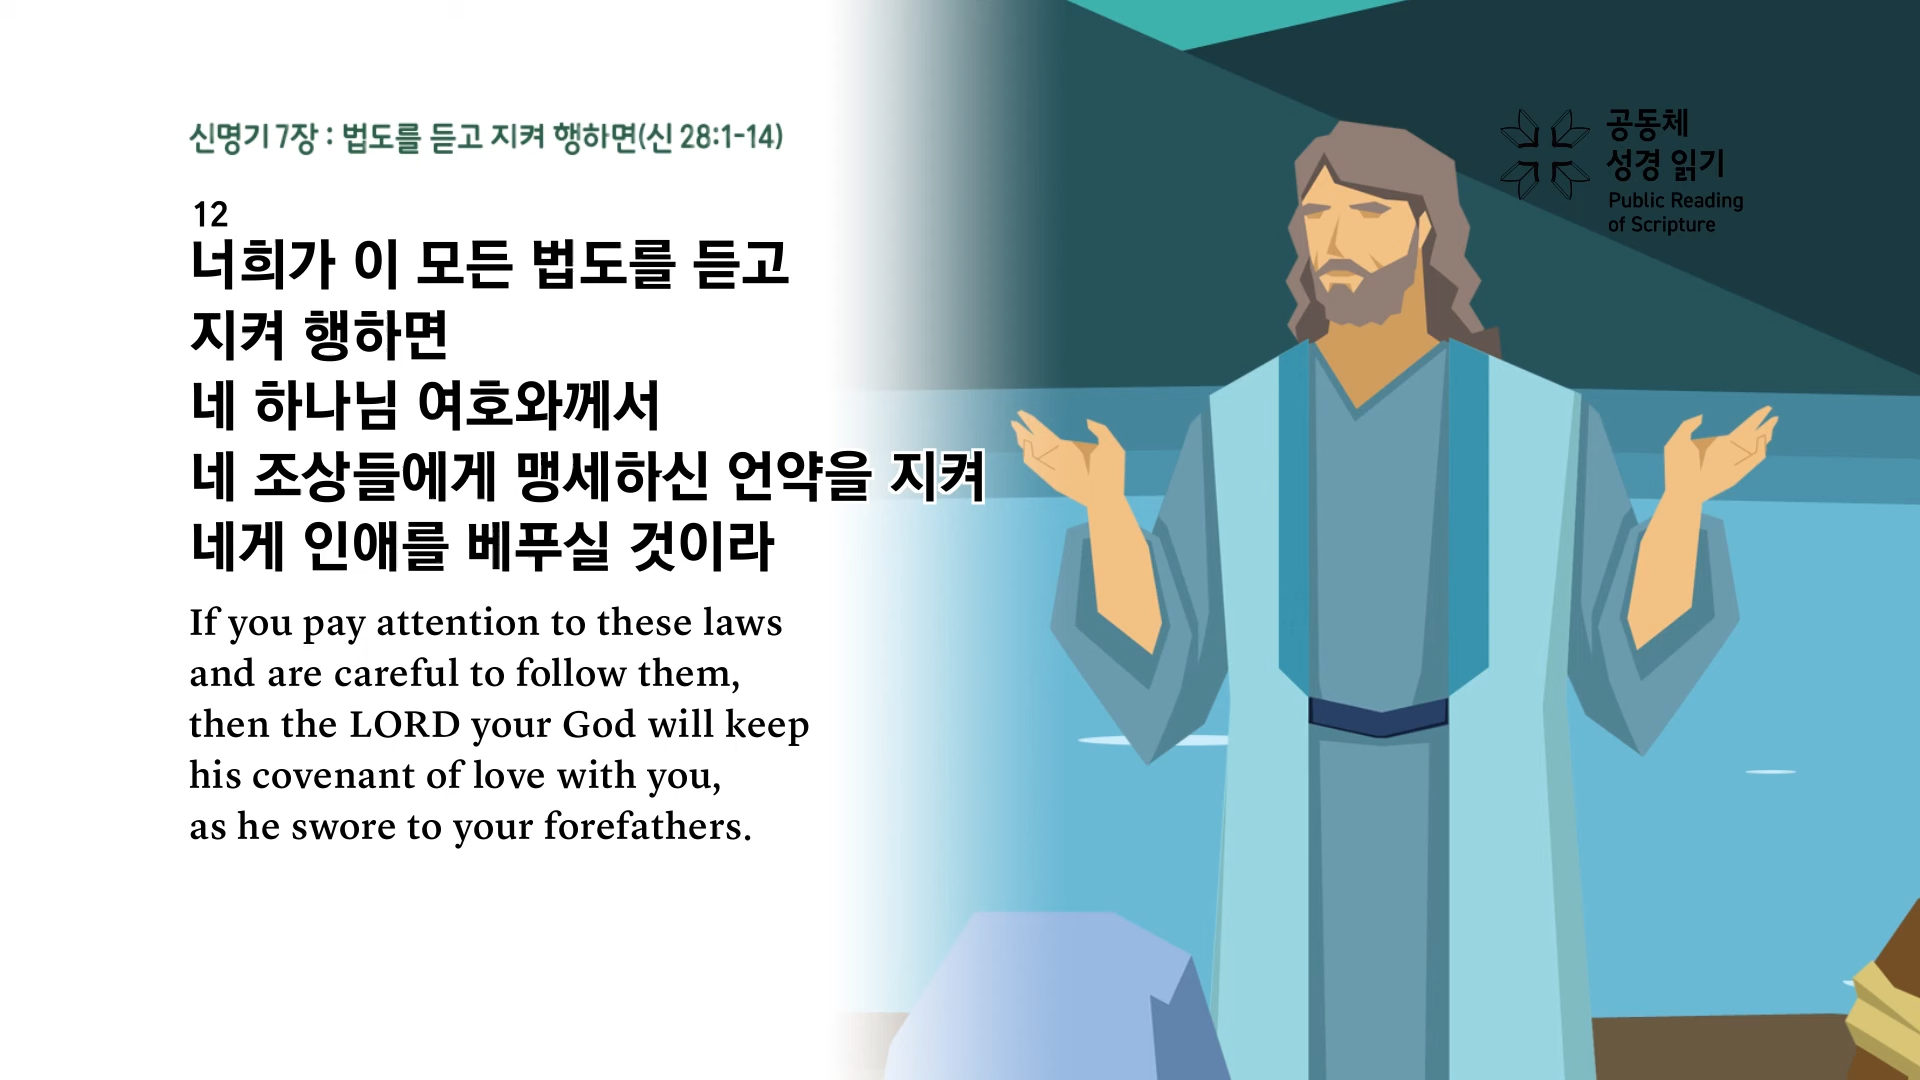 신명기 7장 : 법도를 듣고 지켜 행하면(신 28:1-14)
12
너희가 이 모든 법도를 듣고
지켜 행하면
네 하나님 여호와께서
네 조상들에게 맹세하신 언약을 지켜
네게 인애를 베푸실 것이라
If you pay attention to these laws
and are careful to follow them,
then the LORD your God will keep
his covenant of love with you,
as he swore to your forefathers.
공동체
성경 읽기
Public Reading
of Scripture